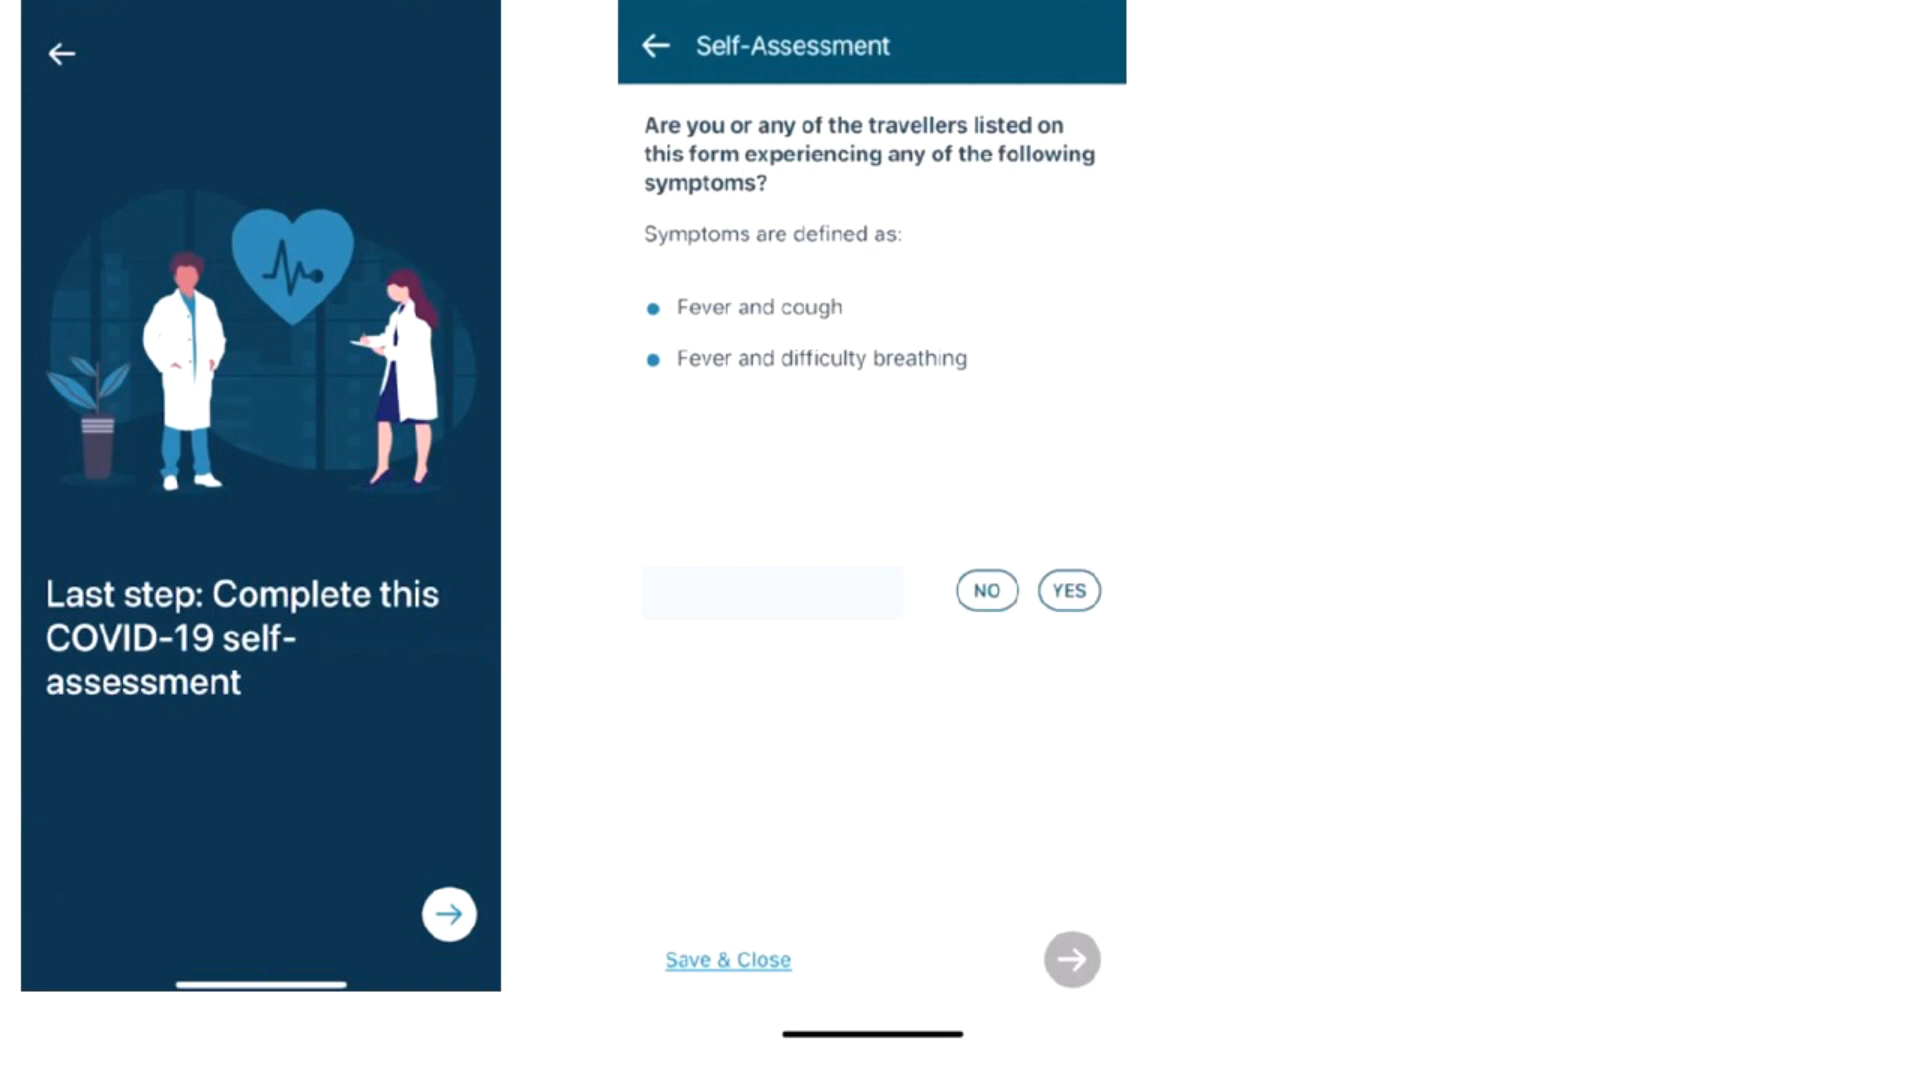 Last step: Complete this
COVID-19 self-
assessment
Self-Assessment
Are you or any of the travellers listed on
this form experiencing any of the following
symptoms?
Symptoms are defined as:
Fever and cough
Fever and difficulty breathing
NO YES
Save & Close